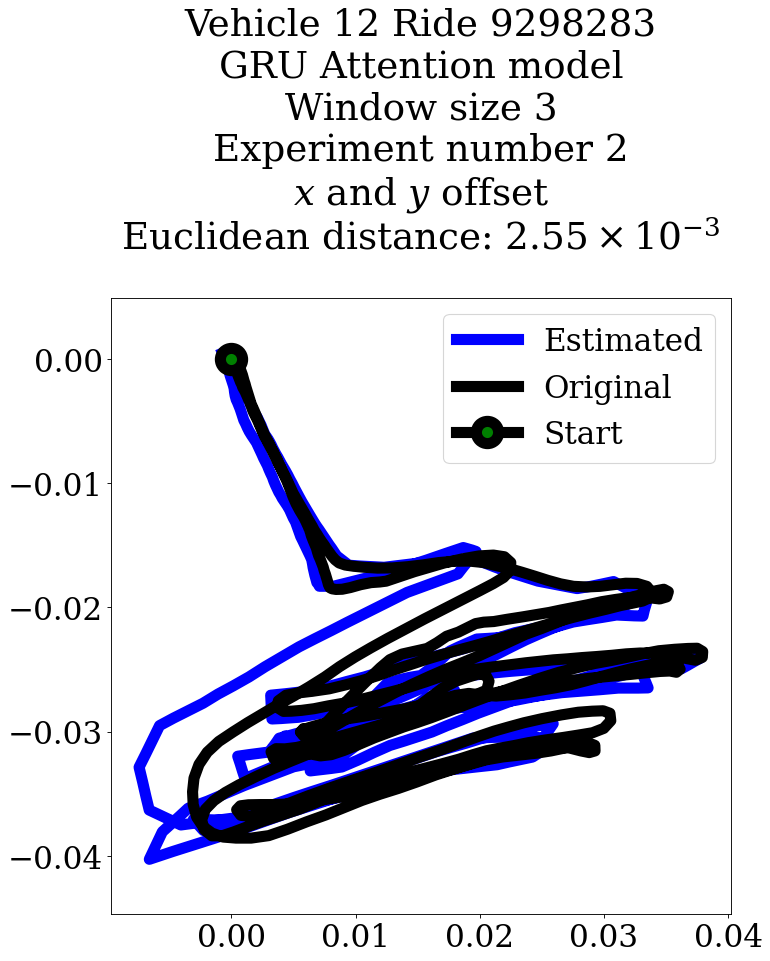 Vehicle 12 Ride 9298283
GRU Attention model
Window size 3
Experiment number 2
x and y offset
Euclidean distance: 2.55 × 10⁻³
Estimated
Original
Start
0.00
−0.01
−0.02
−0.03
−0.04
0.00 0.01 0.02 0.03 0.04